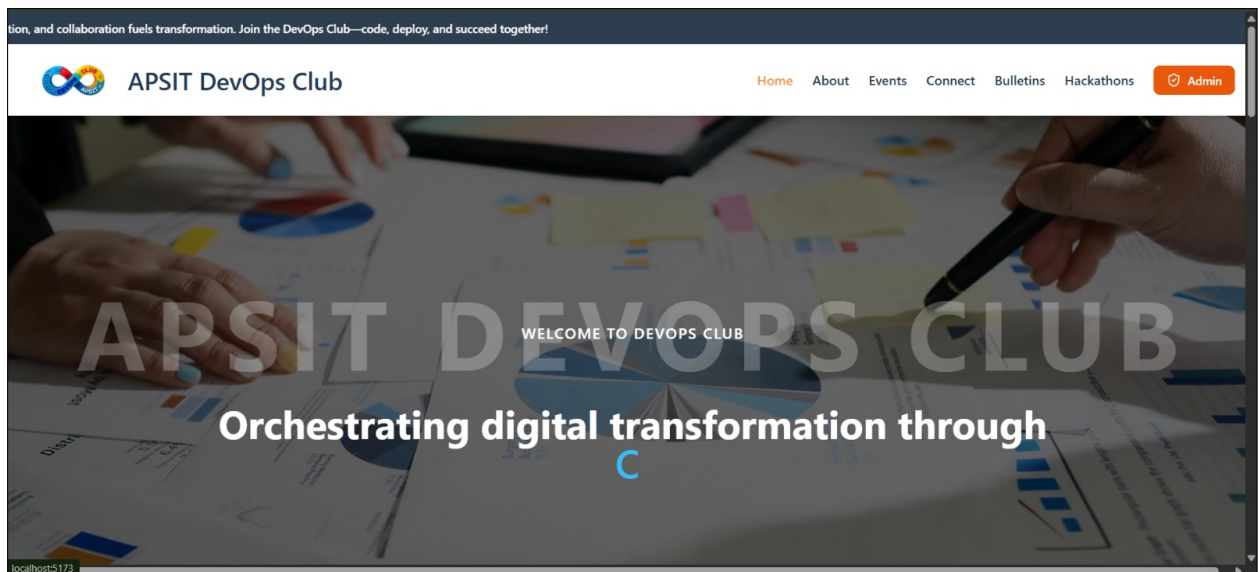 tion, and collaboration fuels transformation. Join the DevOps Club—code, deploy, and succeed together!
APSIT DevOps Club
Home About Events Connect Bulletins Hackathons Admin
APSIT DEVOPS CLUB
WELCOME TO DEVOPS CLUB
Orchestrating digital transformation through
C
Distri
localhost:5173